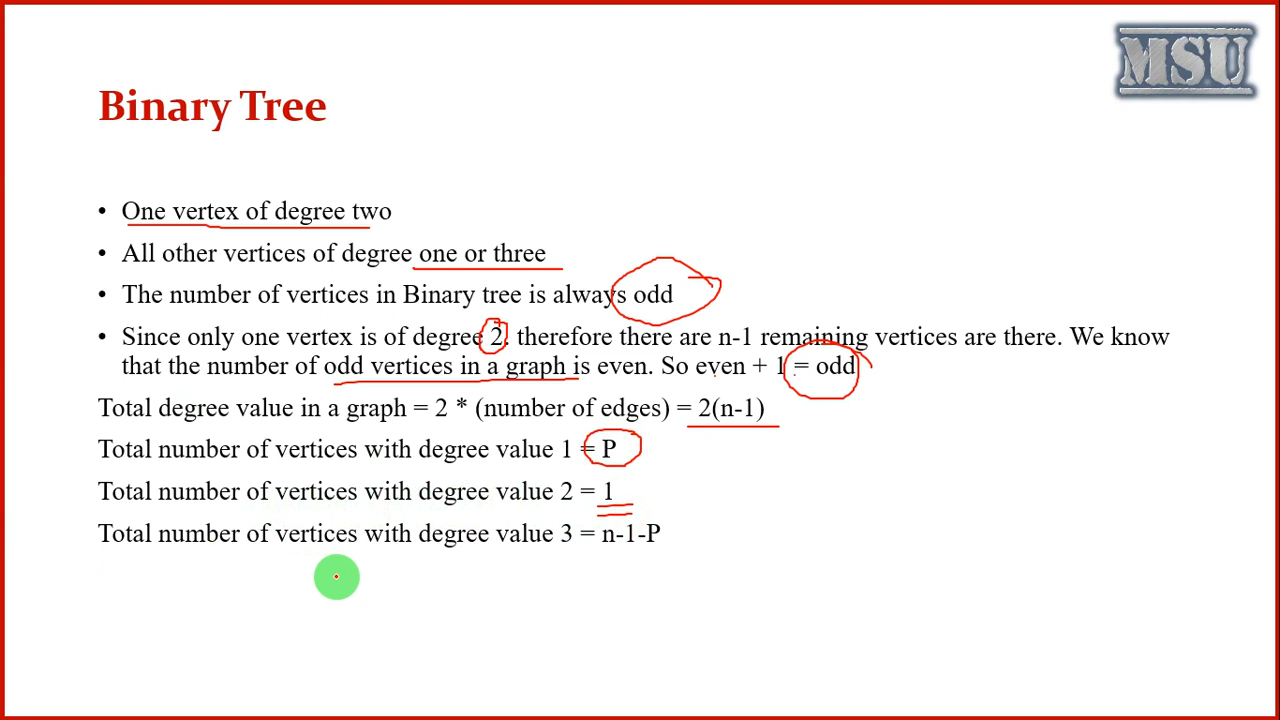 MSU
Binary Tree
• One vertex of degree two
• All other vertices of degree one or three
• The number of vertices in Binary tree is always odd
• Since only one vertex is of degree 2, therefore there are n-1 remaining vertices are there. We know
that the number of odd vertices in a graph is even. So even + 1 = odd
Total degree value in a graph = 2 * (number of edges) = 2(n-1)
Total number of vertices with degree value 1 = P
Total number of vertices with degree value 2 = 1
Total number of vertices with degree value 3 = n-1-P